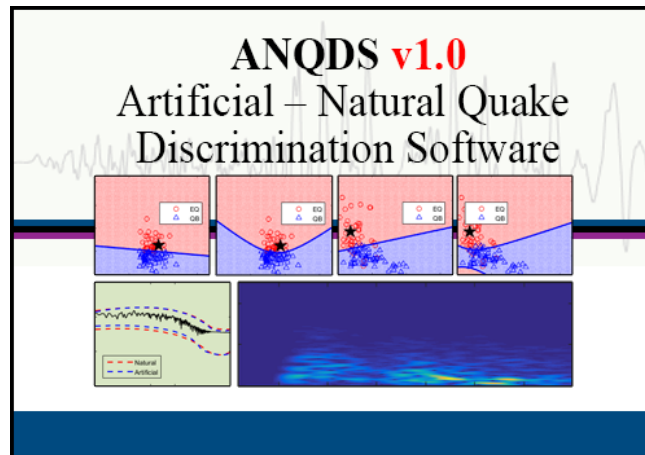 ANQDS v1.0
Artificial – Natural Quake
Discrimination Software
EQ
QB
EQ
QB
EQ
QB
EQ
QB
Natural
Artificial